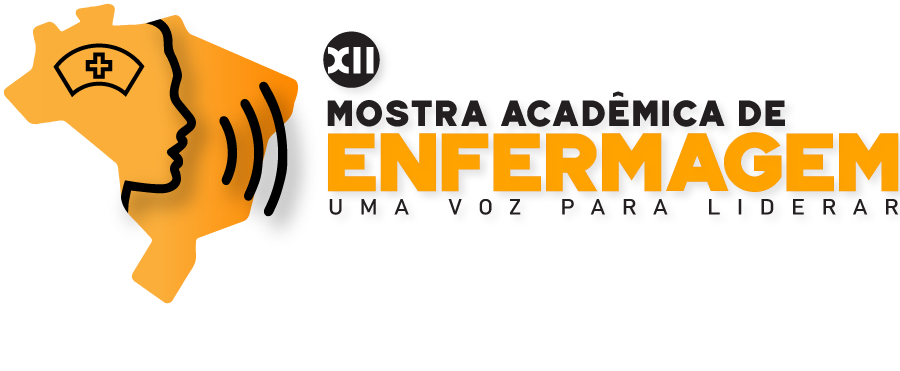 XII
MOSTRA ACADÊMICA DE
ENFERMAGEM
UMA VOZ PARA LIDERAR